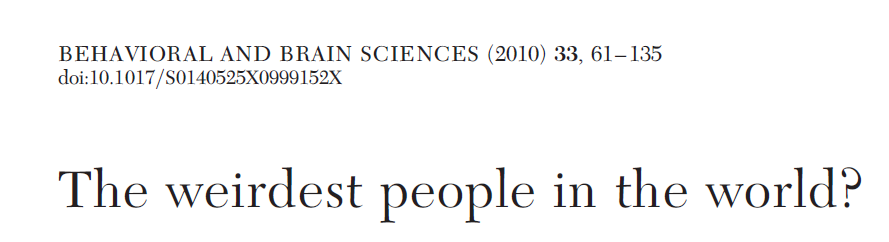 BEHAVIORAL AND BRAIN SCIENCES (2010) 33, 61–135
doi:10.1017/S0140525X0999152X
The weirdest people in the world?